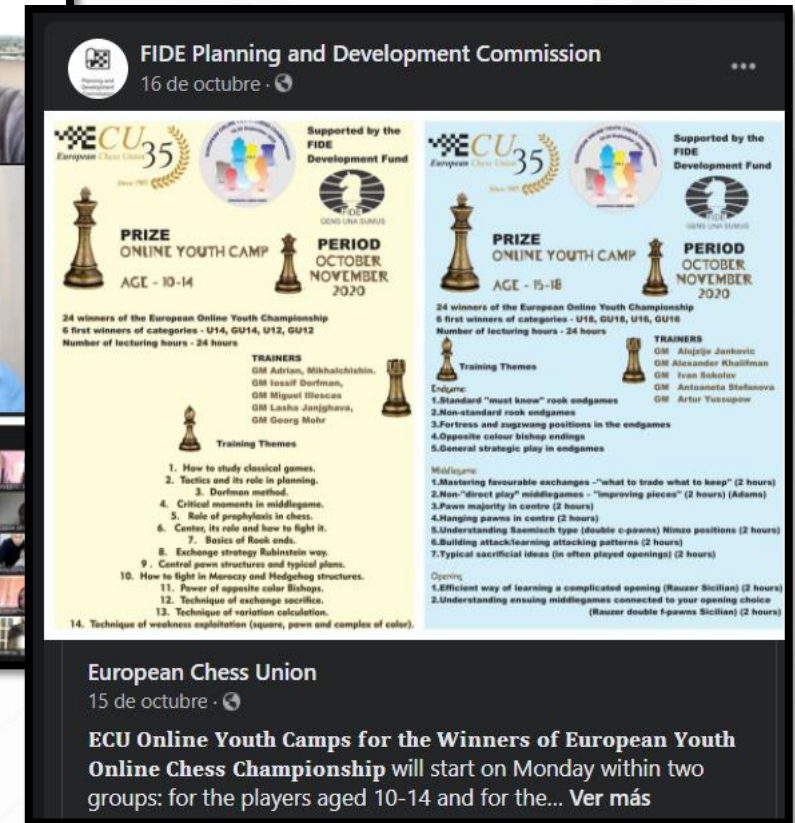 FIDE Planning and Development Commission
16 de octubre ·
ECU 35
European Chess Union
Since 1985
Supported by the
FIDE
Development Fund
FIDE
GENS UNA SUMUS
PRIZE
ONLINE YOUTH CAMP
AGE - 10-14
PERIOD
OCTOBER
NOVEMBER
2020
24 winners of the European Online Youth Championship
6 first winners of categories - U14, GU14, U12, GU12
Number of lecturing hours - 24 hours
TRAINERS
GM Adrian, Mikhalchishin.
GM Iossif Dorfman,
GM Miguel Illescas
GM Lasha Janjghava,
GM Georg Mohr
Training Themes
1. How to study classical games.
2. Tactics and its role in planning.
3. Dorfman method.
4. Critical moments in middlegame.
5. Role of prophylaxis in chess.
6. Center, its role and how to fight it.
7. Basics of Rook ends.
8. Exchange strategy Rubinstein way.
9 . Central pawn structures and typical plans.
10. How to fight in Maroczy and Hedgehog structures.
11. Power of opposite color Bishops.
12. Technique of exchange sacrifice.
13. Technique of variation calculation.
14. Technique of weakness exploitation (square, pawn and complex of color).
ECU 35
European Chess Union
Since 1985
Supported by the
FIDE
Development Fund
FIDE
GENS UNA SUMUS
PRIZE
ONLINE YOUTH CAMP
AGE - 15-18
PERIOD
OCTOBER
NOVEMBER
2020
24 winners of the European Online Youth Championship
6 first winners of categories - U18, GU18, U16, GU16
Number of lecturing hours - 24 hours
TRAINERS
GM Alojzije Jankovic
GM Alexander Khalifman
GM Ivan Sokolov
GM Antoaneta Stefanova
GM Artur Yussupow
Training Themes
Endgame
1.Standard "must know" rook endgames
2.Non-standard rook endgames
3.Fortress and zugzwang positions in the endgames
4.Opposite colour bishop endings
5.General strategic play in endgames
Middlegame
1.Mastering favourable exchanges -"what to trade what to keep" (2 hours)
2.Non-"direct play" middlegames - "improving pieces" (2 hours) (Adams)
3.Pawn majority in centre (2 hours)
4.Hanging pawns in centre (2 hours)
5.Understanding Saemisch type (double c-pawns) Nimzo positions (2 hours)
6.Building attack/learning attacking patterns (2 hours)
7.Typical sacrificial ideas (in often played openings) (2 hours)
Opening
1.Efficient way of learning a complicated opening (Rauzer Sicilian) (2 hours)
2.Understanding ensuing middlegames connected to your opening choice
(Rauzer double f-pawns Sicilian) (2 hours)
European Chess Union
15 de octubre ·
ECU Online Youth Camps for the Winners of European Youth
Online Chess Championship will start on Monday within two
groups: for the players aged 10-14 and for the... Ver más